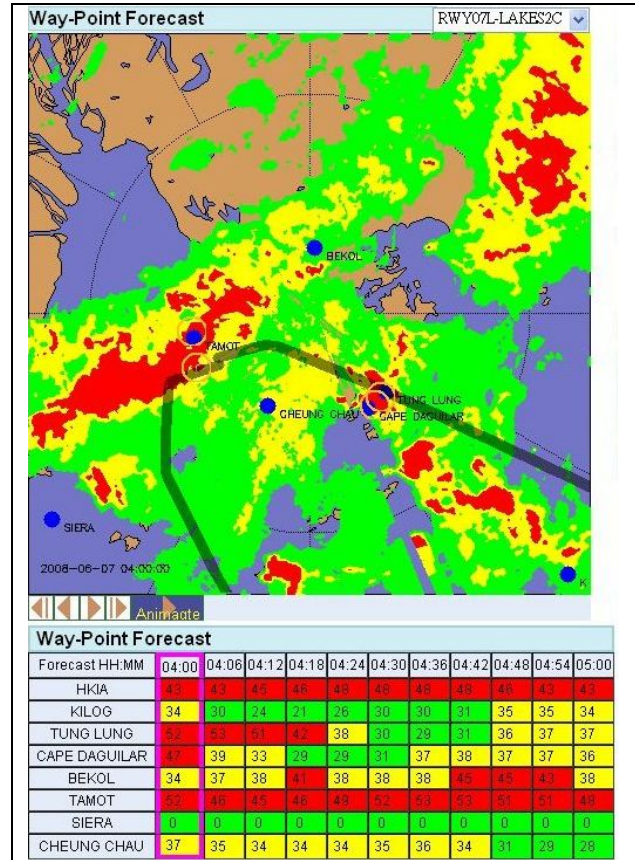 Way-Point Forecast
RWY07L-LAKES2C
BEKOL
TAMOT
TUNG LUNG
CHEUNG CHAU
CAPE DAGUILAR
SIERA
K
2008-06-07 04:00:00
Animagte
Way-Point Forecast
Forecast HH:MM 04:00 04:06 04:12 04:18 04:24 04:30 04:36 04:42 04:48 04:54 05:00
HKIA 43 43 45 46 48 48 48 48 46 43 43
KILOG 34 30 24 21 26 30 30 31 35 35 34
TUNG LUNG 52 53 51 42 38 30 29 31 36 37 37
CAPE DAGUILAR 47 39 33 29 29 31 37 38 37 37 36
BEKOL 34 37 38 41 38 38 38 45 45 43 38
TAMOT 52 46 45 46 49 52 53 53 51 51 48
SIERA 0 0 0 0 0 0 0 0 0 0 0
CHEUNG CHAU 37 35 34 34 34 35 36 34 31 29 28